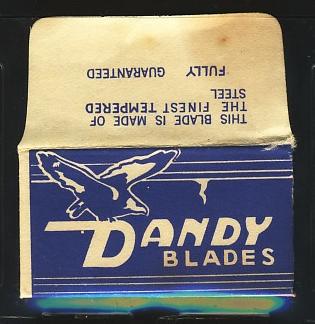 THIS BLADE IS MADE OF
THE FINEST TEMPERED
STEEL
FULLY GUARANTEED
DANDY
BLADES